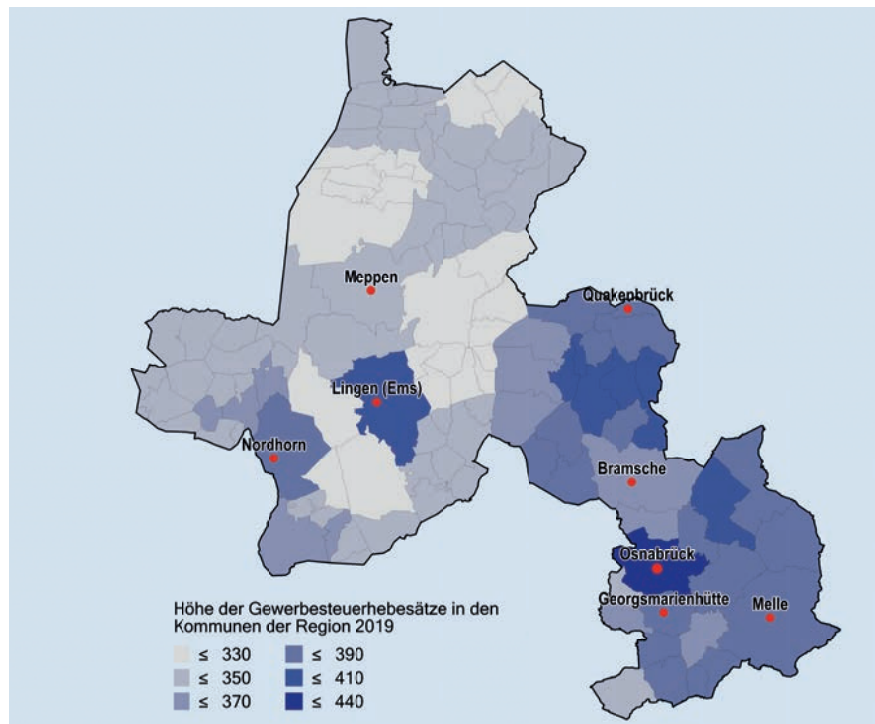 Meppen
Quakenbrück
Lingen (Ems)
Nordhorn
Bramsche
Osnabrück
Georgsmarienhütte
Melle
Höhe der Gewerbesteuerhebesätze in den
Kommunen der Region 2019
≤ 330
≤ 390
≤ 350
≤ 410
≤ 370
≤ 440